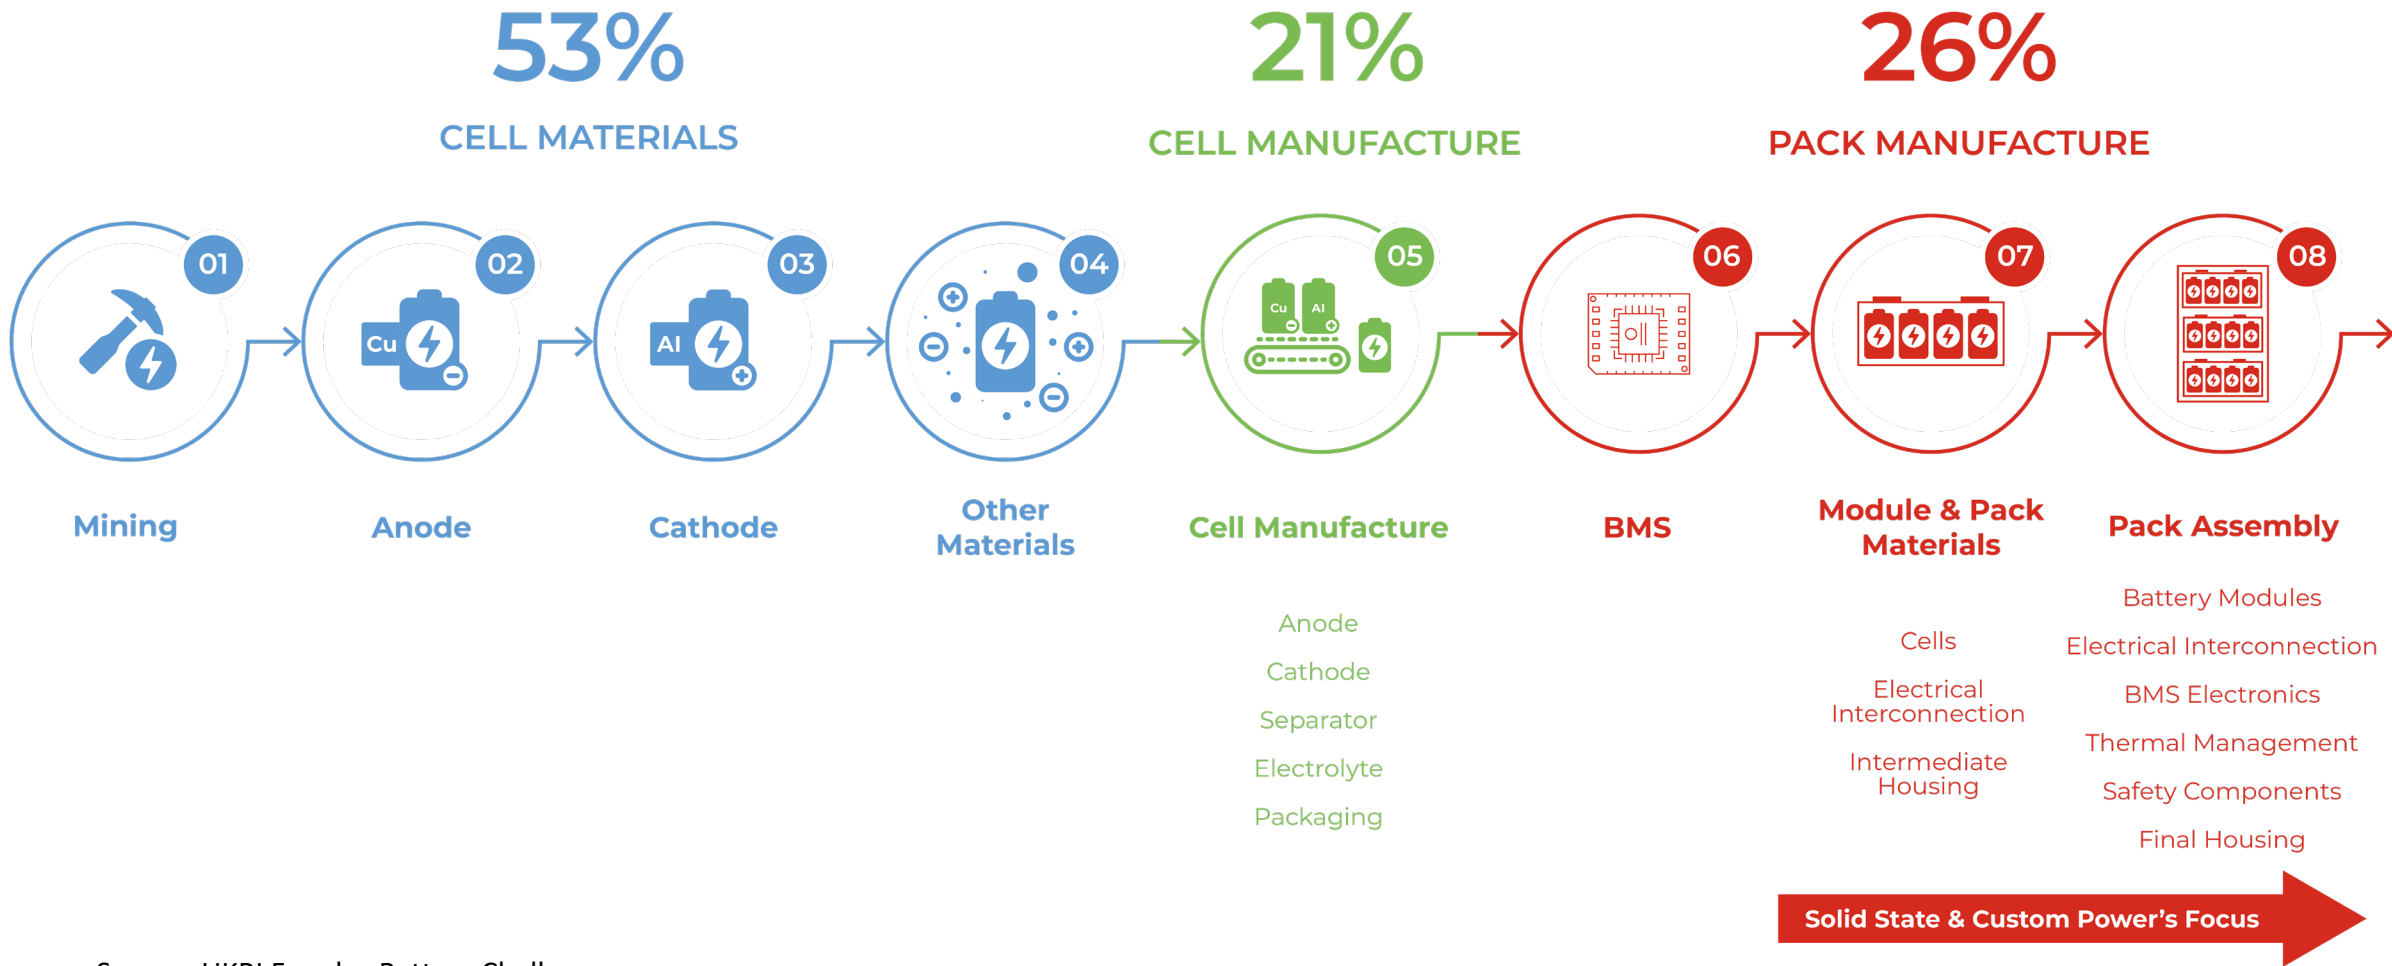 53%
CELL MATERIALS
21%
CELL MANUFACTURE
26%
PACK MANUFACTURE
01
02
Cu
03
Al
04
05
Cu
Al
06
07
08
Mining
Anode
Cathode
Other
Materials
Cell Manufacture
BMS
Module & Pack
Materials
Pack Assembly
Anode
Cathode
Separator
Electrolyte
Packaging
Cells
Electrical
Interconnection
Intermediate
Housing
Battery Modules
Electrical Interconnection
BMS Electronics
Thermal Management
Safety Components
Final Housing
Solid State & Custom Power's Focus